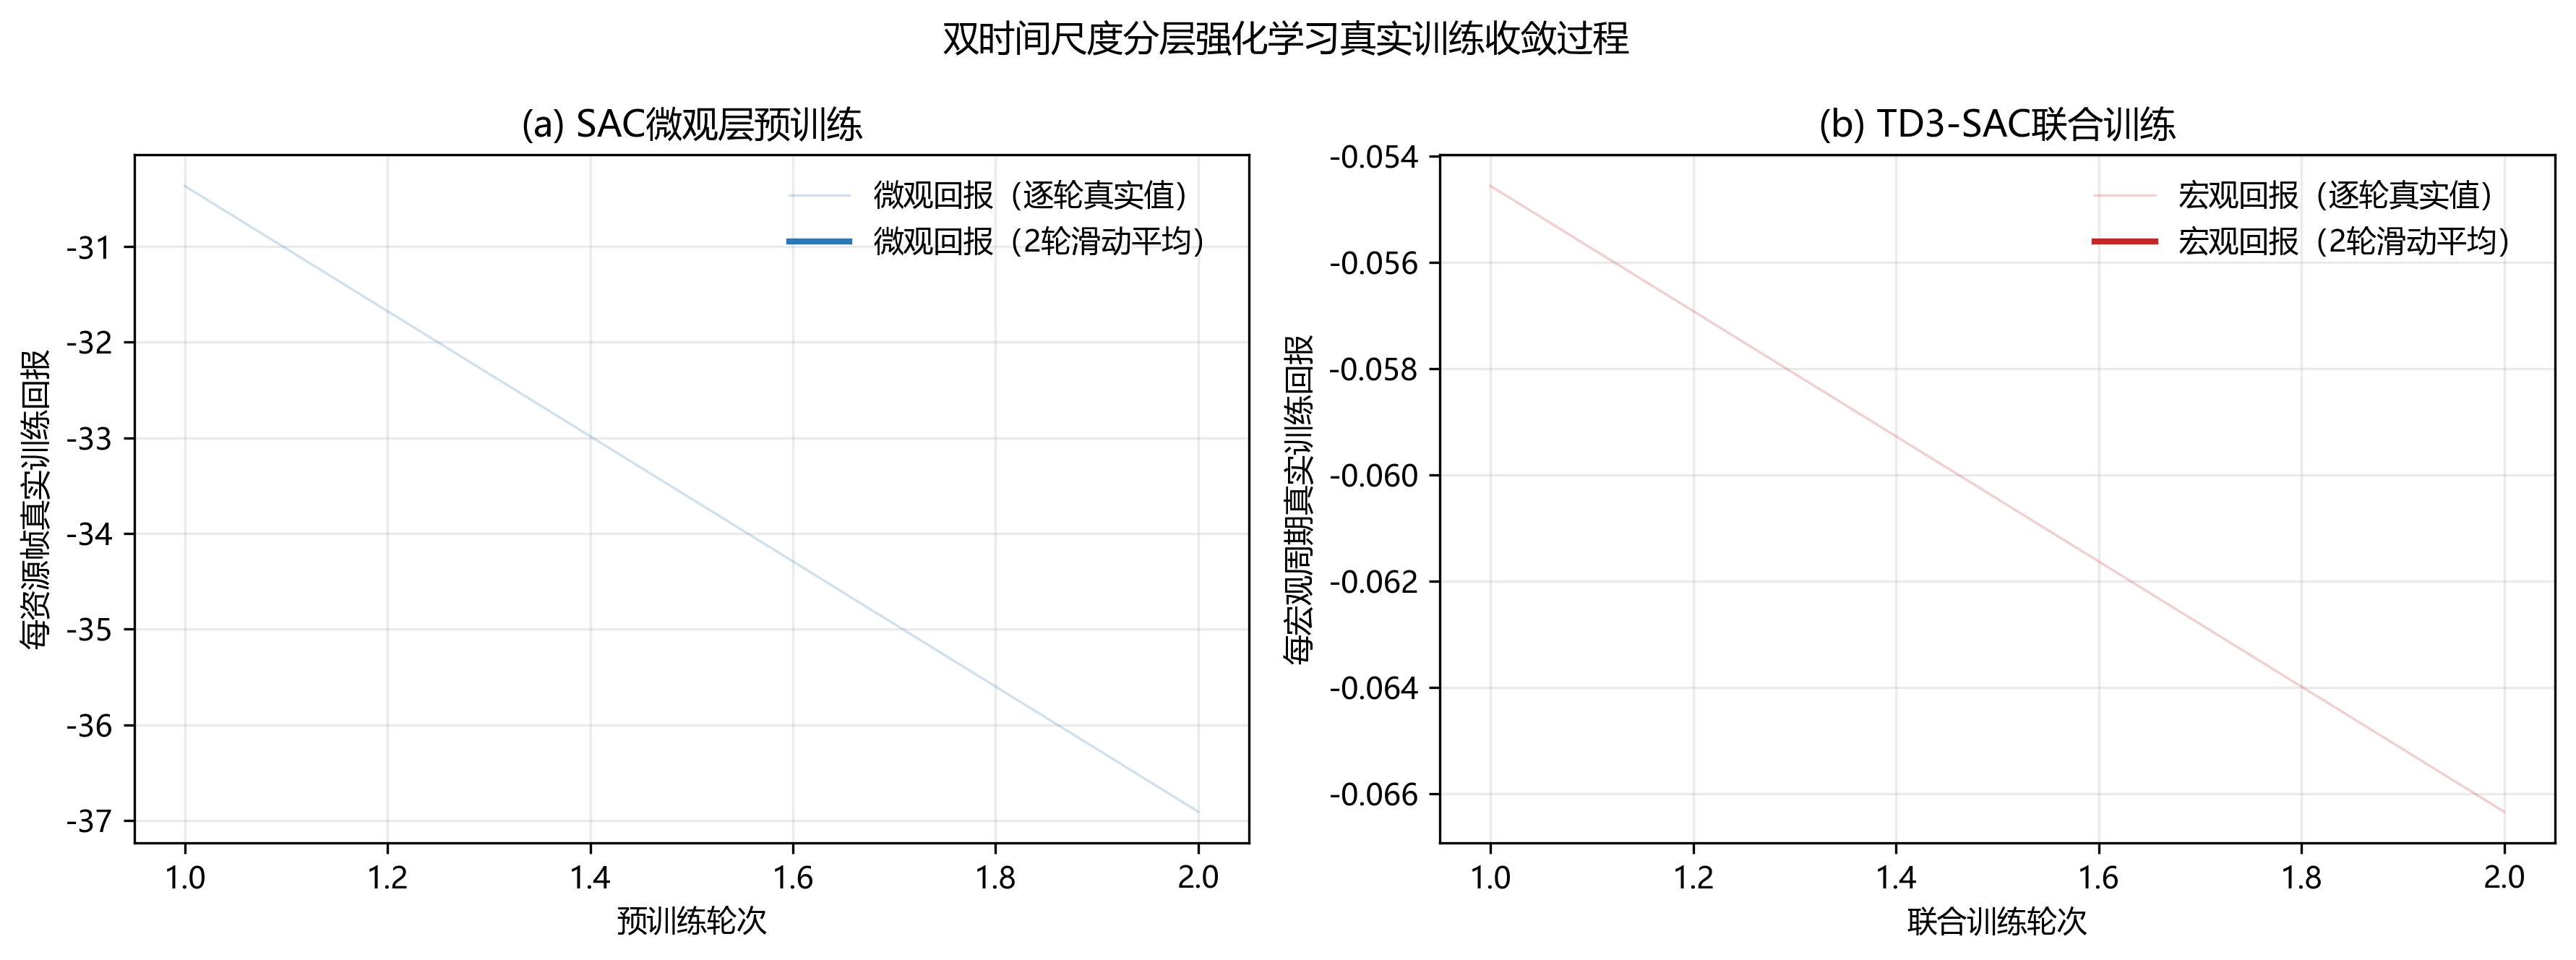 双时间尺度分层强化学习真实训练收敛过程
(a) SAC微观层预训练
微观回报（逐轮真实值）
微观回报（2轮滑动平均）
每资源帧真实训练回报
-31
-32
-33
-34
-35
-36
-37
1.0 1.2 1.4 1.6 1.8 2.0
预训练轮次
(b) TD3-SAC联合训练
宏观回报（逐轮真实值）
宏观回报（2轮滑动平均）
每宏观周期真实训练回报
-0.054
-0.056
-0.058
-0.060
-0.062
-0.064
-0.066
1.0 1.2 1.4 1.6 1.8 2.0
联合训练轮次